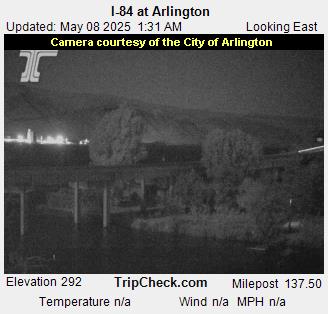 I-84 at Arlington
Updated: May 08 2025 1:31 AM Looking East
Camera courtesy of the City of Arlington
Elevation 292 TripCheck.com Milepost 137.50
Temperature n/a Wind n/a MPH n/a